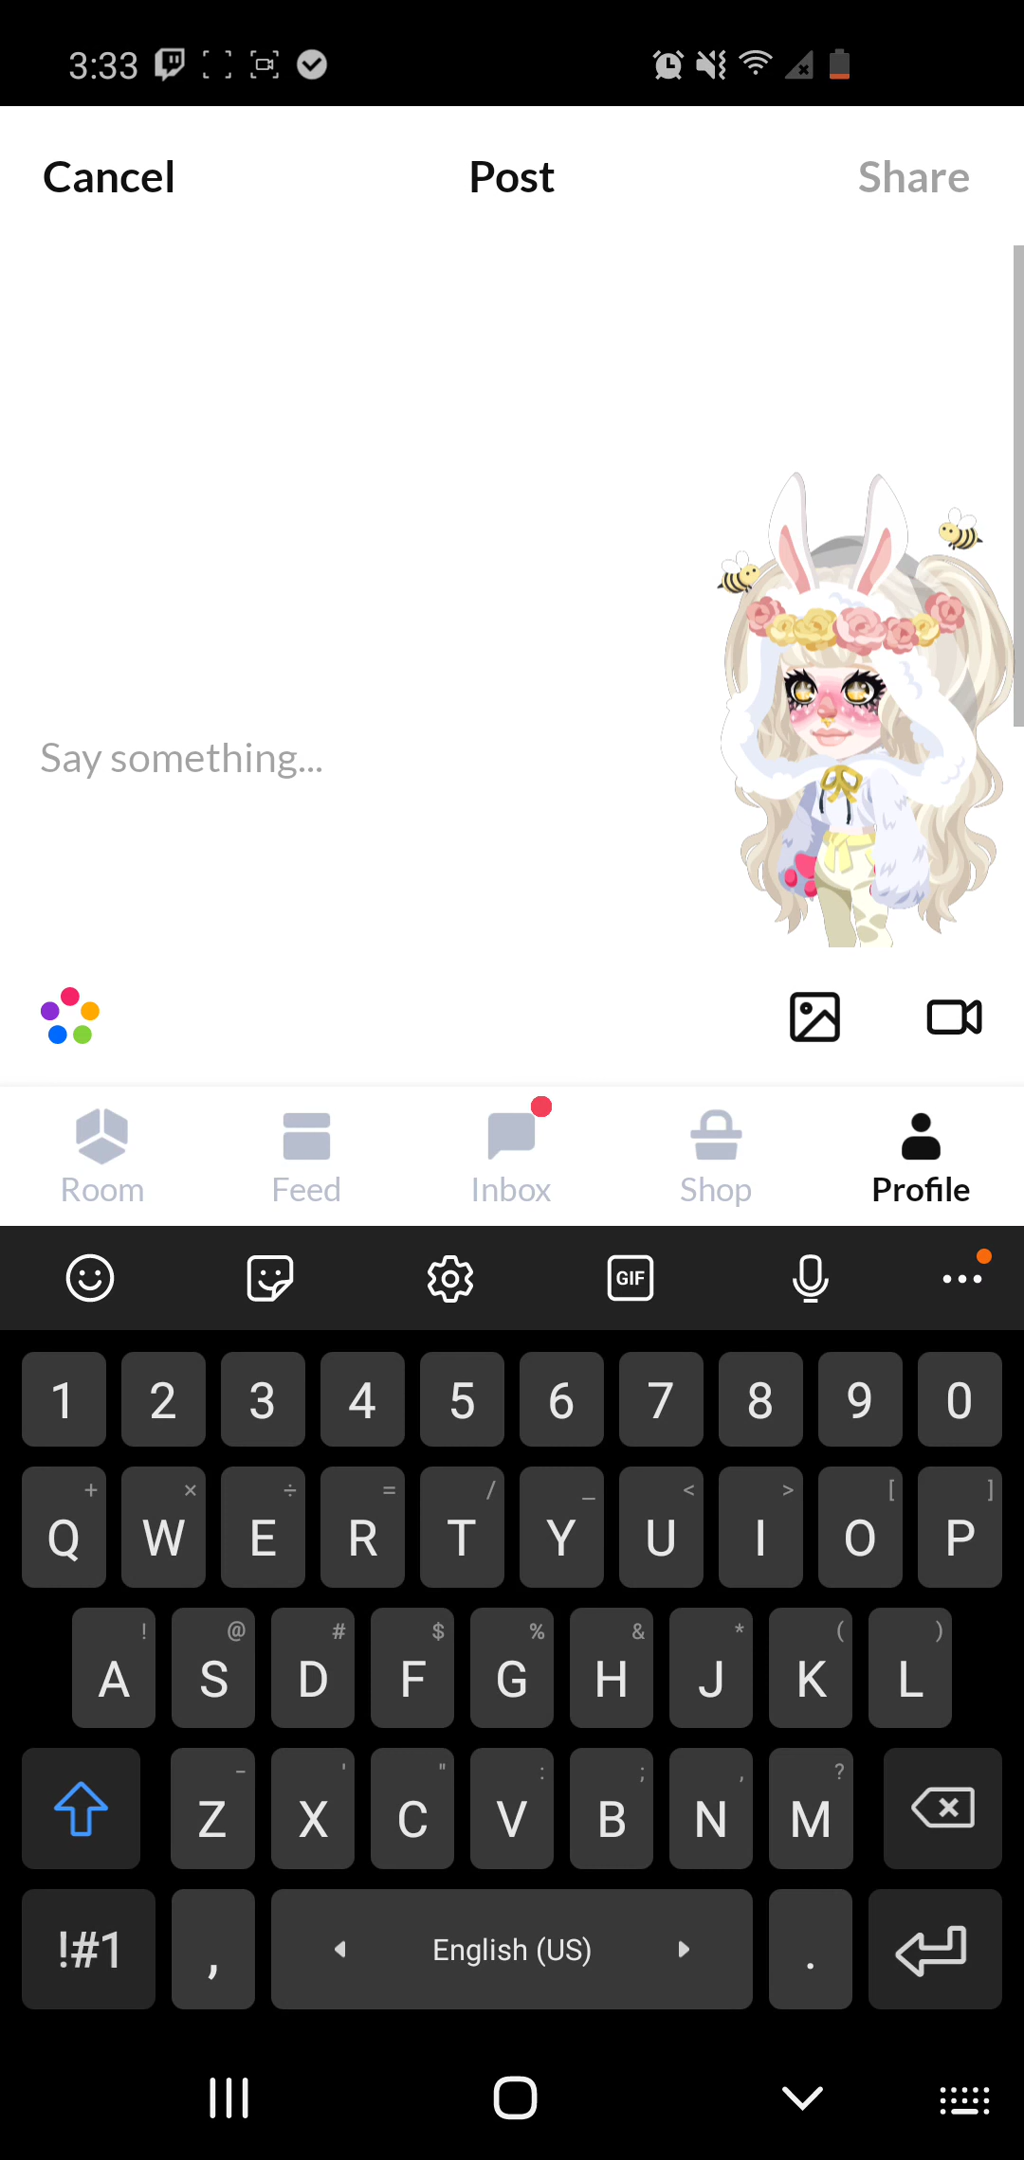 3:33
Cancel Post Share
Say something...
Room Feed Inbox Shop Profile
GIF
1 2 3 4 5 6 7 8 9 0
+ × ÷ = / _ < > [ ]
Q W E R T Y U I O P
! @ # $ % & * ( )
A S D F G H J K L
- ' " : ; , ?
Z X C V B N M
!#1 , English (US) .